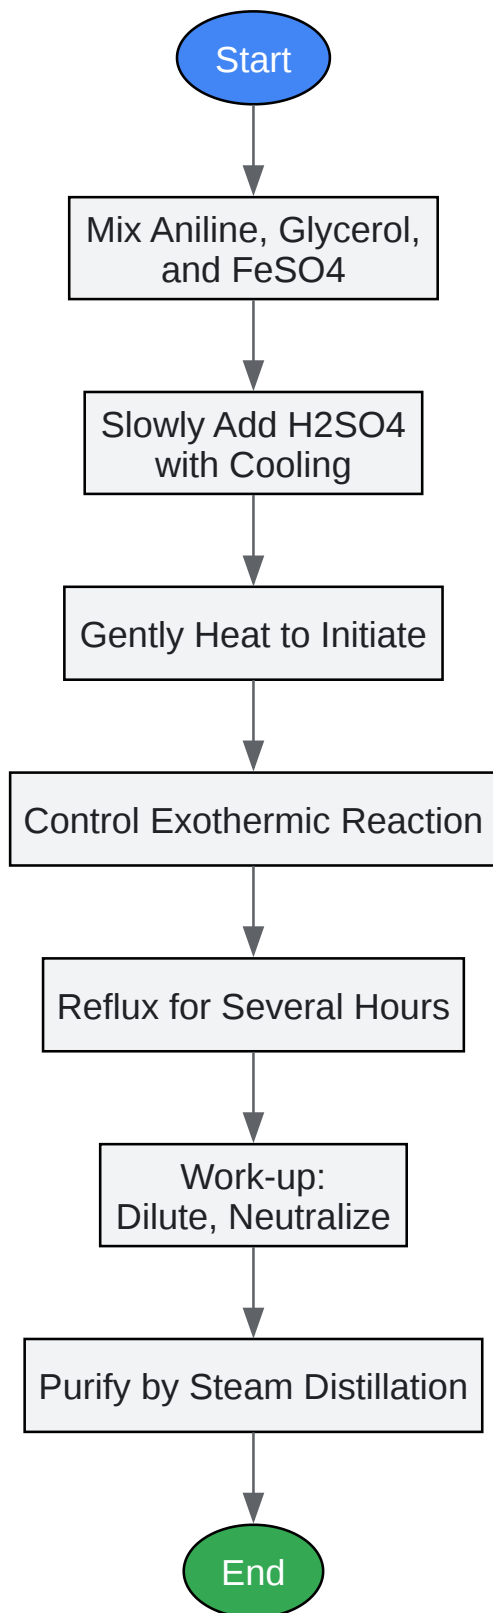 Start
Mix Aniline, Glycerol,
and FeSO4
Slowly Add H2SO4
with Cooling
Gently Heat to Initiate
Control Exothermic Reaction
Reflux for Several Hours
Work-up:
Dilute, Neutralize
Purify by Steam Distillation
End